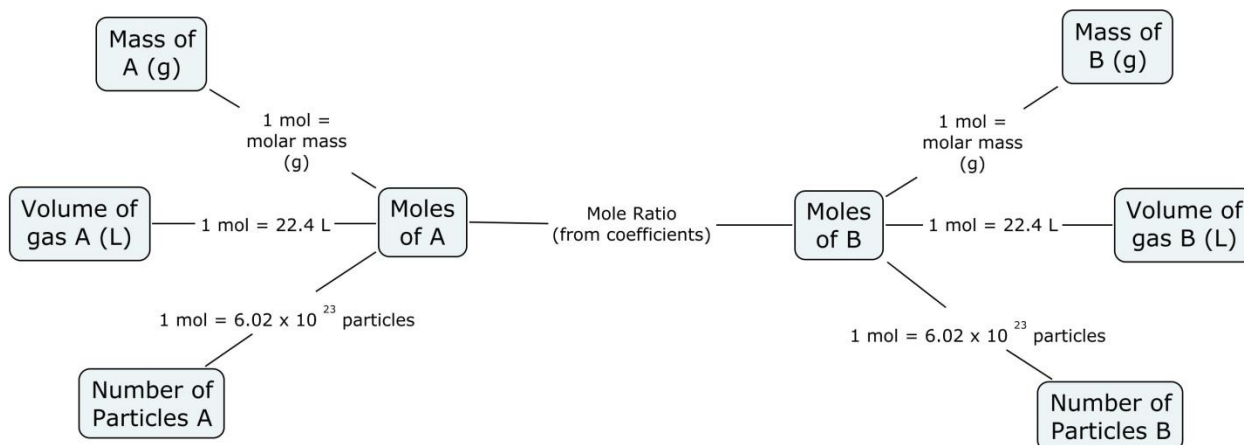 Mass of
A (g)
Mass of
B (g)
1 mol =
molar mass
(g)
1 mol =
molar mass
(g)
Volume of
gas A (L)
1 mol = 22.4 L
Moles
of A
Mole Ratio
(from coefficients)
Moles
of B
1 mol = 22.4 L
Volume of
gas B (L)
1 mol = 6.02 x 10 23 particles
1 mol = 6.02 x 10 23 particles
Number of
Particles A
Number of
Particles B